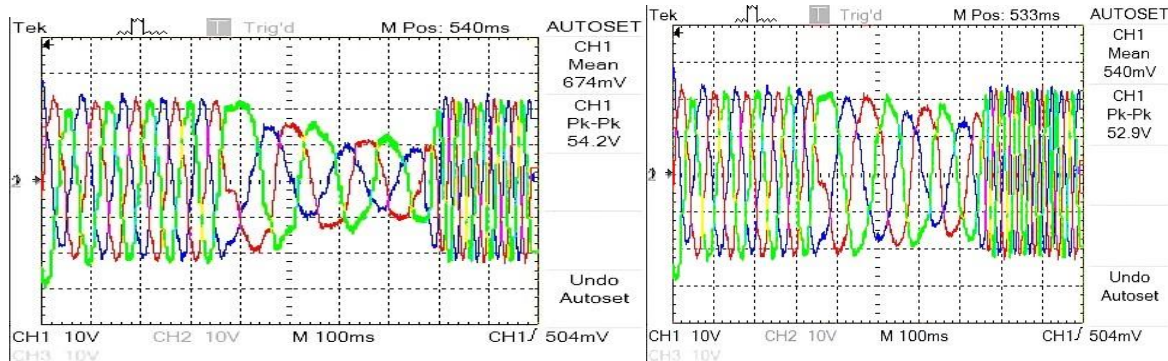 Tek Trig'd M Pos: 540ms AUTOSET
CH1
Mean
674mV
CH1
Pk-Pk
54.2V
2
Undo
Autoset
CH1 10V CH2 10V M 100ms CH1 504mV
CH3 10V
Tek Trig'd M Pos: 533ms AUTOSET
CH1
Mean
540mV
CH1
Pk-Pk
52.9V
2
Undo
Autoset
CH1 10V CH2 10V M 100ms CH1 504mV
CH3 10V